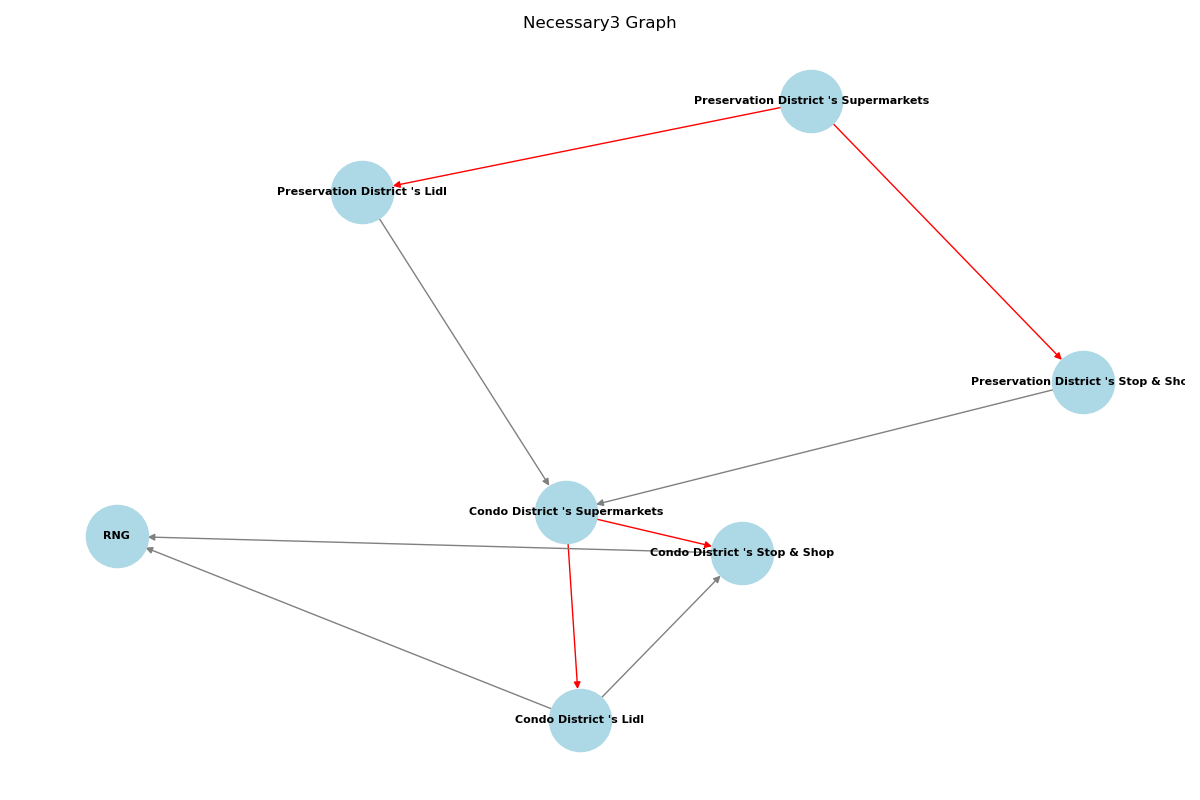 Necessary3 Graph
Preservation District 's Supermarkets
Preservation District 's Lidl
Preservation District 's Stop & Sho
Condo District 's Supermarkets
RNG
Condo District 's Stop & Shop
Condo District 's Lidl